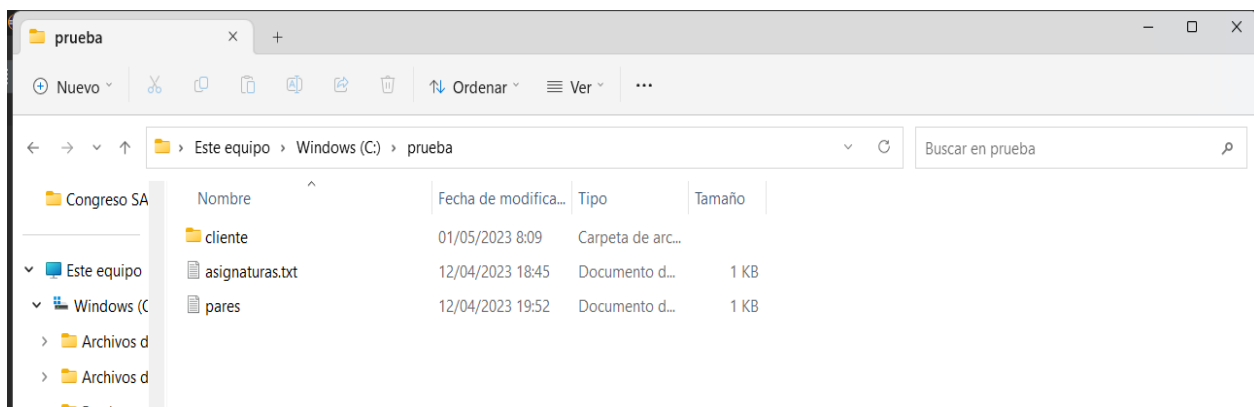 prueba
Nuevo Ordenar Ver ...
Este equipo > Windows (C:) > prueba Buscar en prueba
Congreso SA Nombre Fecha de modifica... Tipo Tamaño
cliente 01/05/2023 8:09 Carpeta de arc...
Este equipo asignaturas.txt 12/04/2023 18:45 Documento d... 1 KB
Windows (C pares 12/04/2023 19:52 Documento d... 1 KB
Archivos d
Archivos d